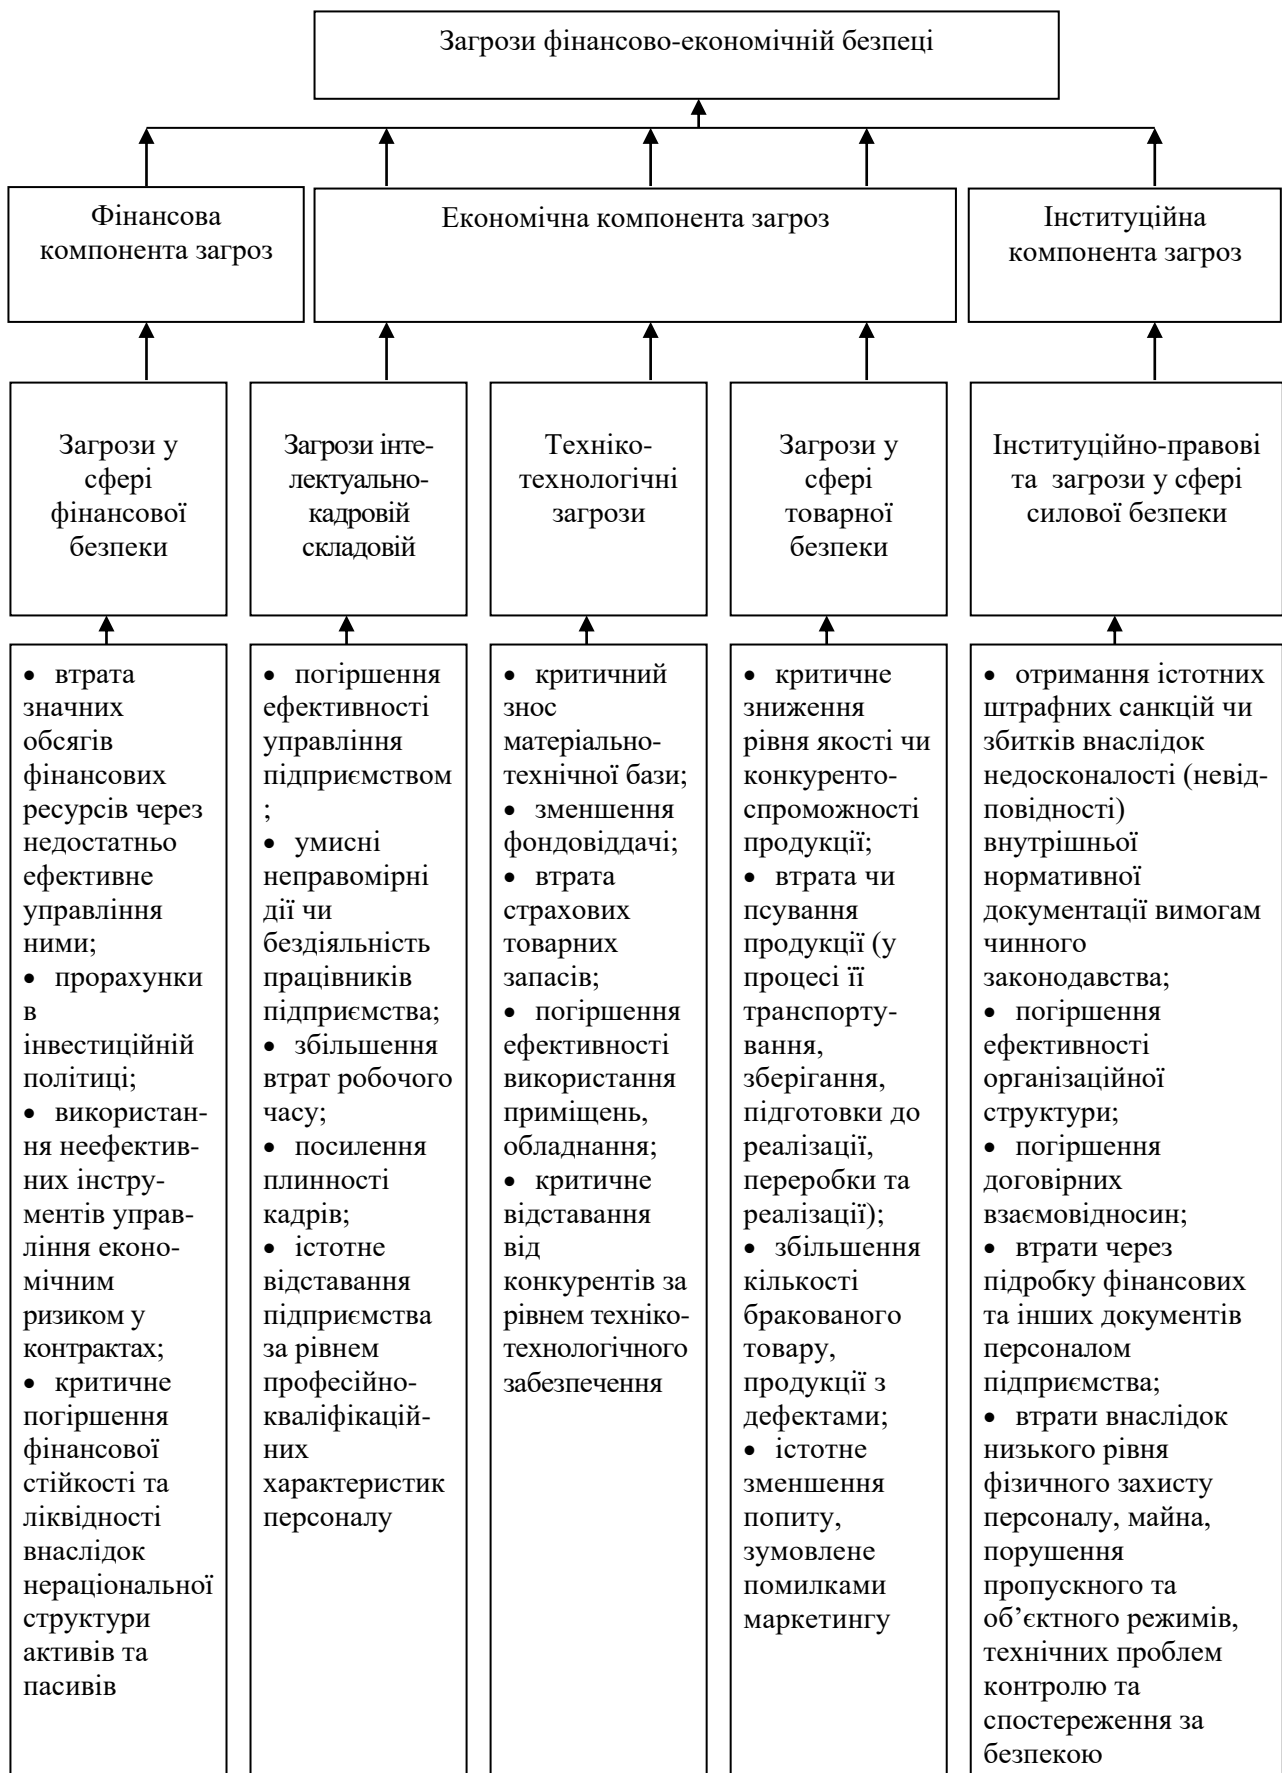 Загрози фінансово-економічній безпеці
Фінансова
компонента загроз
Економічна компонента загроз
Інституційна
компонента загроз
Загрози у
сфері
фінансової
безпеки
Загрози інте-
лектуально-
кадровій
складовій
Техніко-
технологічні
загрози
Загрози у
сфері
товарної
безпеки
Інституційно-правові
та загрози у сфері
силової безпеки
• втрата
значних
обсягів
фінансових
ресурсів через
недостатньо
ефективне
управління
ними;
• прорахунки
в
інвестиційній
політиці;
• використан-
ня неефектив-
них інстру-
ментів управ-
ління еконо-
мічним
ризиком у
контрактах;
• критичне
погіршення
фінансової
стійкості та
ліквідності
внаслідок
нераціональної
структури
активів та
пасивів
• погіршення
ефективності
управління
підприємством
;
• умисні
неправомірні
дії чи
бездіяльність
працівників
підприємства;
• збільшення
втрат робочого
часу;
• посилення
плинності
кадрів;
• істотне
відставання
підприємства
за рівнем
професійно-
кваліфікацій-
них
характеристик
персоналу
• критичний
знос
матеріально-
технічної бази;
• зменшення
фондовіддачі;
• втрата
страхових
товарних
запасів;
• погіршення
ефективності
використання
приміщень,
обладнання;
• критичне
відставання
від
конкурентів за
рівнем техніко-
технологічного
забезпечення
• критичне
зниження
рівня якості чи
конкуренто-
спроможності
продукції;
• втрата чи
псування
продукції (у
процесі її
транспорту-
вання,
зберігання,
підготовки до
реалізації,
переробки та
реалізації);
• збільшення
кількості
бракованого
товару,
продукції з
дефектами;
• істотне
зменшення
попиту,
зумовлене
помилками
маркетингу
• отримання істотних
штрафних санкцій чи
збитків внаслідок
недосконалості (невід-
повідності)
внутрішньої
нормативної
документації вимогам
чинного
законодавства;
• погіршення
ефективності
організаційної
структури;
• погіршення
договірних
взаємовідносин;
• втрати через
підробку фінансових
та інших документів
персоналом
підприємства;
• втрати внаслідок
низького рівня
фізичного захисту
персоналу, майна,
порушення
пропускного та
об’єктного режимів,
технічних проблем
контролю та
спостереження за
безпекою